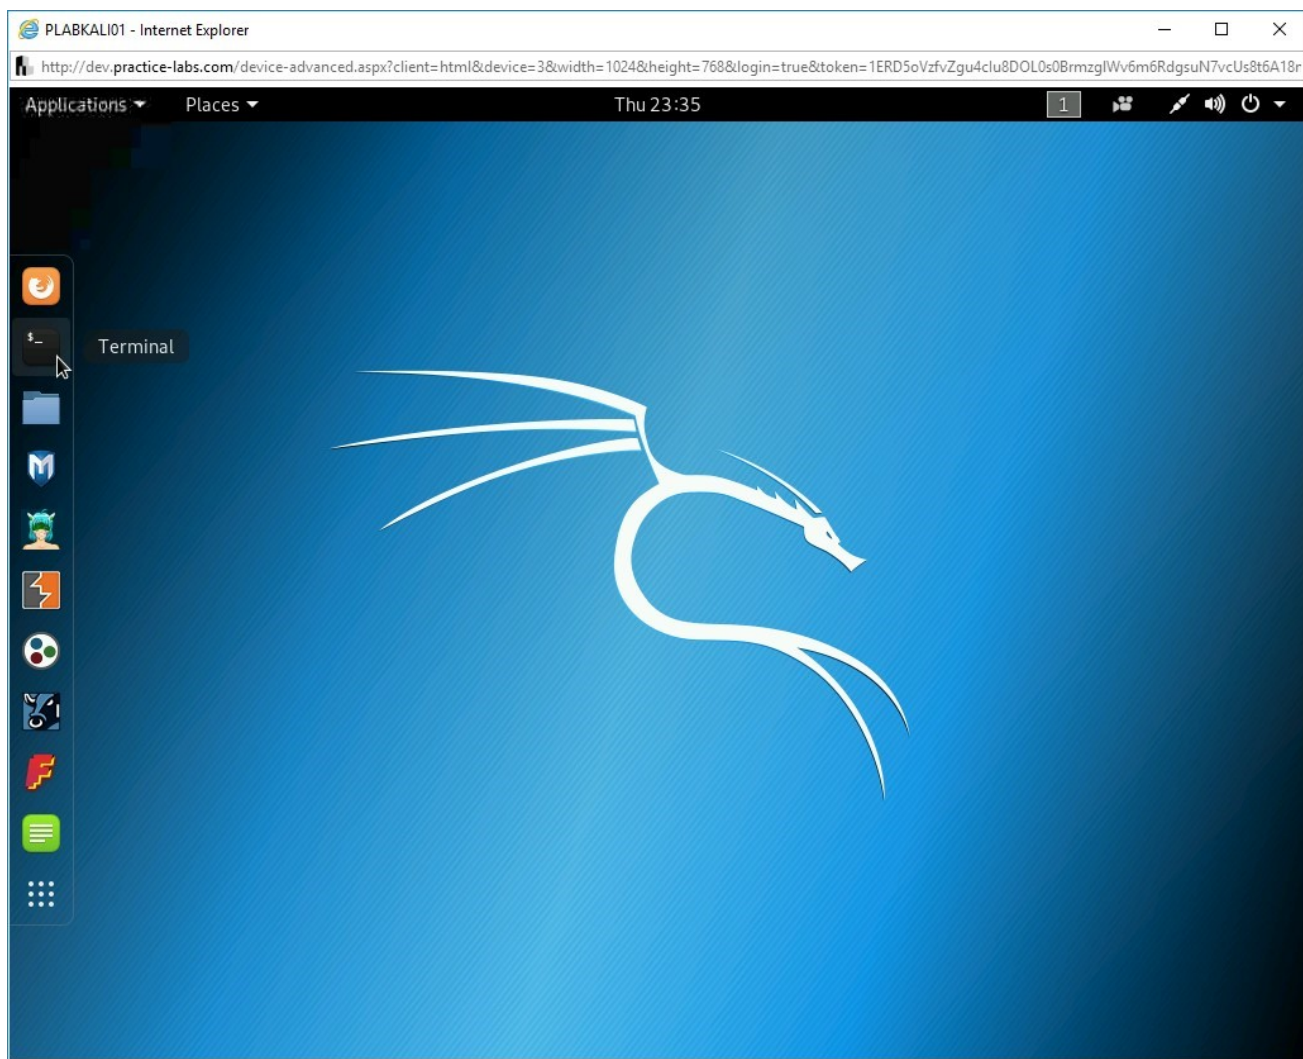 PLABKALI01 - Internet Explorer
http://dev.practice-labs.com/device-advanced.aspx?client=html&device=3&width=1024&height=768&login=true&token=1ERD5oVzfvZgu4clu8DOL0s0BrmzglWv6m6RdgsuN7vcUs8t6A18r
Applications Places Thu 23:35 1
$_
Terminal